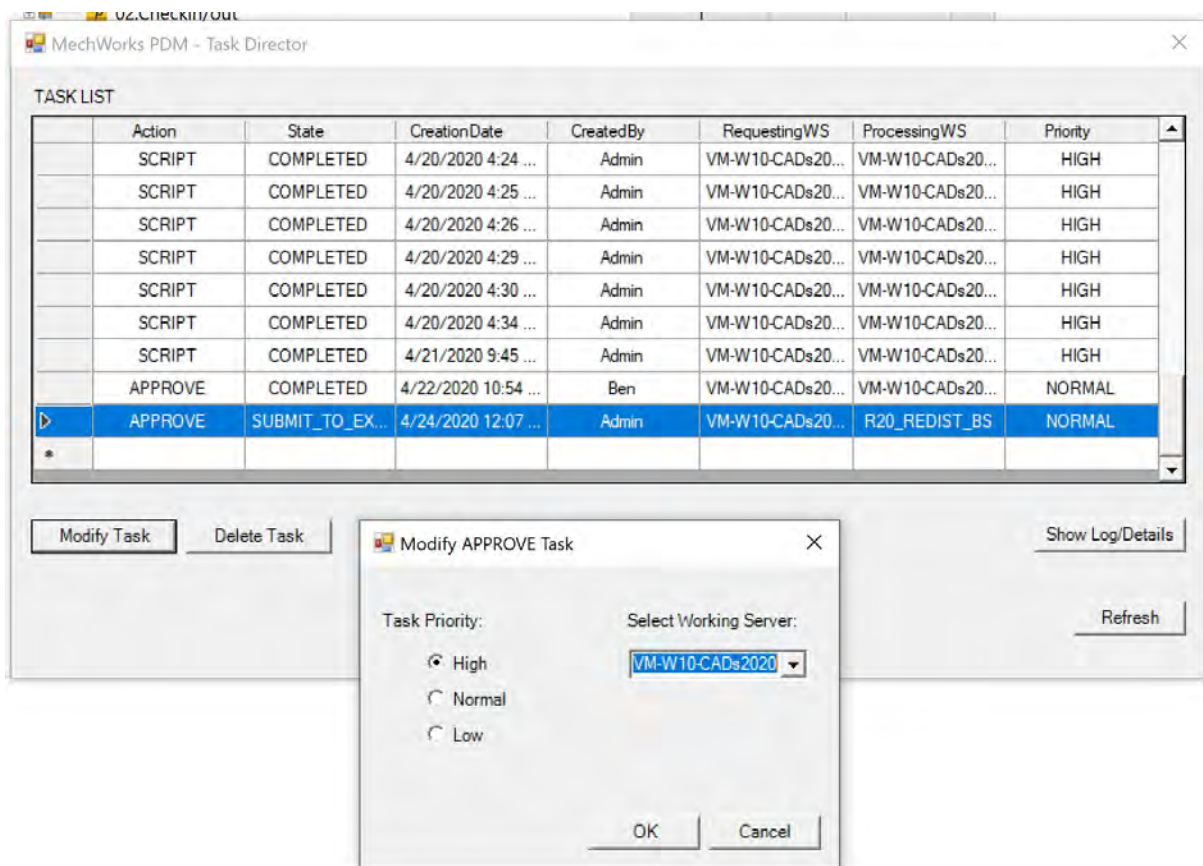 02.Checkin/out
MechWorks PDM - Task Director
TASK LIST
Action State CreationDate CreatedBy RequestingWS ProcessingWS Priority
SCRIPT COMPLETED 4/20/2020 4:24 ... Admin VM-W10-CADs20... VM-W10-CADs20... HIGH
SCRIPT COMPLETED 4/20/2020 4:25 ... Admin VM-W10-CADs20... VM-W10-CADs20... HIGH
SCRIPT COMPLETED 4/20/2020 4:26 ... Admin VM-W10-CADs20... VM-W10-CADs20... HIGH
SCRIPT COMPLETED 4/20/2020 4:29 ... Admin VM-W10-CADs20... VM-W10-CADs20... HIGH
SCRIPT COMPLETED 4/20/2020 4:30 ... Admin VM-W10-CADs20... VM-W10-CADs20... HIGH
SCRIPT COMPLETED 4/20/2020 4:34 ... Admin VM-W10-CADs20... VM-W10-CADs20... HIGH
SCRIPT COMPLETED 4/21/2020 9:45 ... Admin VM-W10-CADs20... VM-W10-CADs20... HIGH
APPROVE COMPLETED 4/22/2020 10:54 ... Ben VM-W10-CADs20... VM-W10-CADs20... NORMAL
APPROVE SUBMIT_TO_EX... 4/24/2020 12:07 ... Admin VM-W10-CADs20... R20_REDIST_BS NORMAL
*
Modify Task Delete Task Show Log/Details
Refresh
Modify APPROVE Task
Task Priority: Select Working Server:
High VM-W10-CADs2020
Normal
Low
OK Cancel